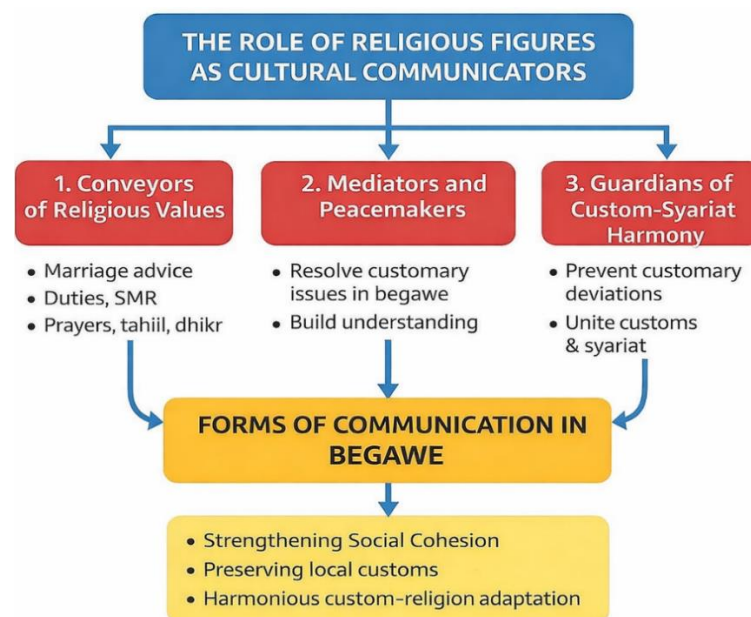 THE ROLE OF RELIGIOUS FIGURES
AS CULTURAL COMMUNICATORS
1. Conveyors
of Religious Values
• Marriage advice
• Duties, SMR
• Prayers, tahiil, dhikr
2. Mediators and
Peacemakers
• Resolve customary
issues in begawe
• Build understanding
3. Guardians of
Custom-Syariat
Harmony
• Prevent customary
deviations
• Unite customs
& syariat
FORMS OF COMMUNICATION IN
BEGAWE
• Strengthening Social Cohesion
• Preserving local customs
• Harmonious custom-religion adaptation